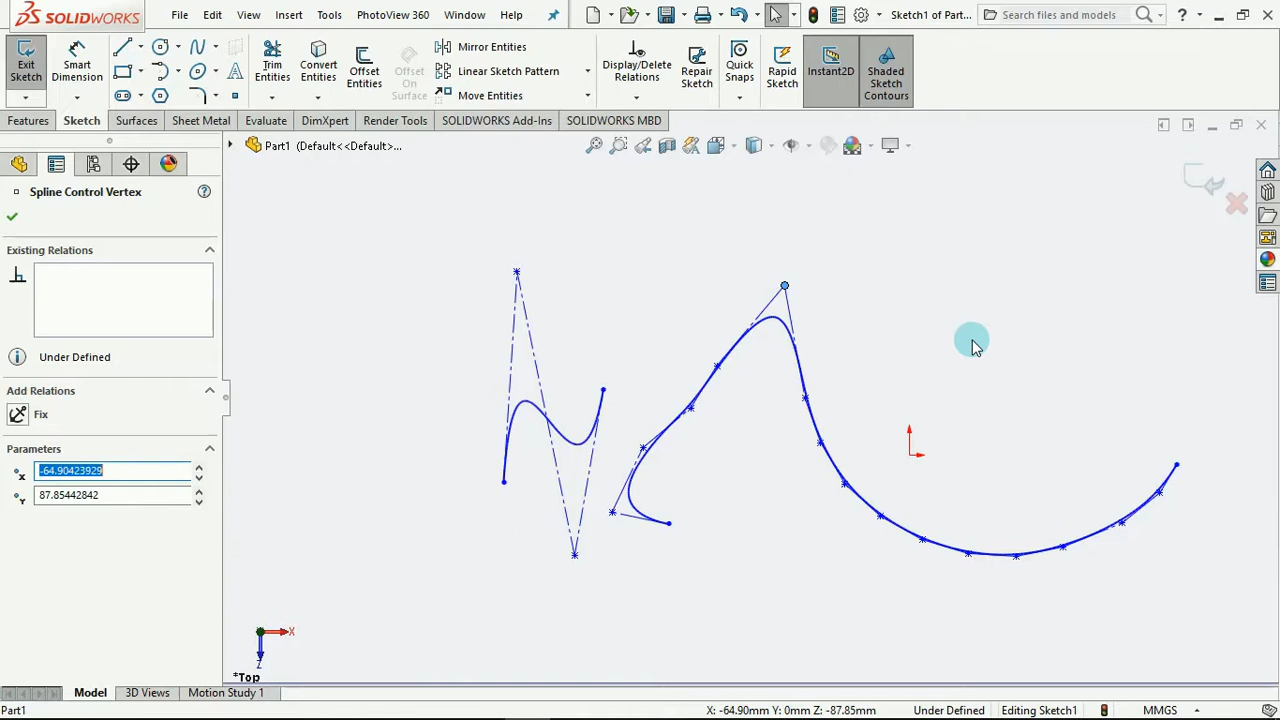 SOLIDWORKS File Edit View Insert Tools PhotoView 360 Window Help Sketch1 of Part... Search files and models ?
Exit Sketch Smart Dimension Trim Entities Convert Entities Offset Entities Offset On Surface Mirror Entities Linear Sketch Pattern Move Entities Display/Delete Relations Repair Sketch Quick Snaps Rapid Sketch Instant2D Shaded Sketch Contours
Features Sketch Surfaces Sheet Metal Evaluate DimXpert Render Tools SOLIDWORKS Add-Ins SOLIDWORKS MBD
Part1 (Default<<Default>...
Spline Control Vertex ?
Existing Relations
Under Defined
Add Relations
Fix
Parameters
X -64.90423929
Y 87.85442842
X
Z
*Top
Model 3D Views Motion Study 1
Part1 X: -64.90mm Y: 0mm Z: -87.85mm Under Defined Editing Sketch1 MMGS